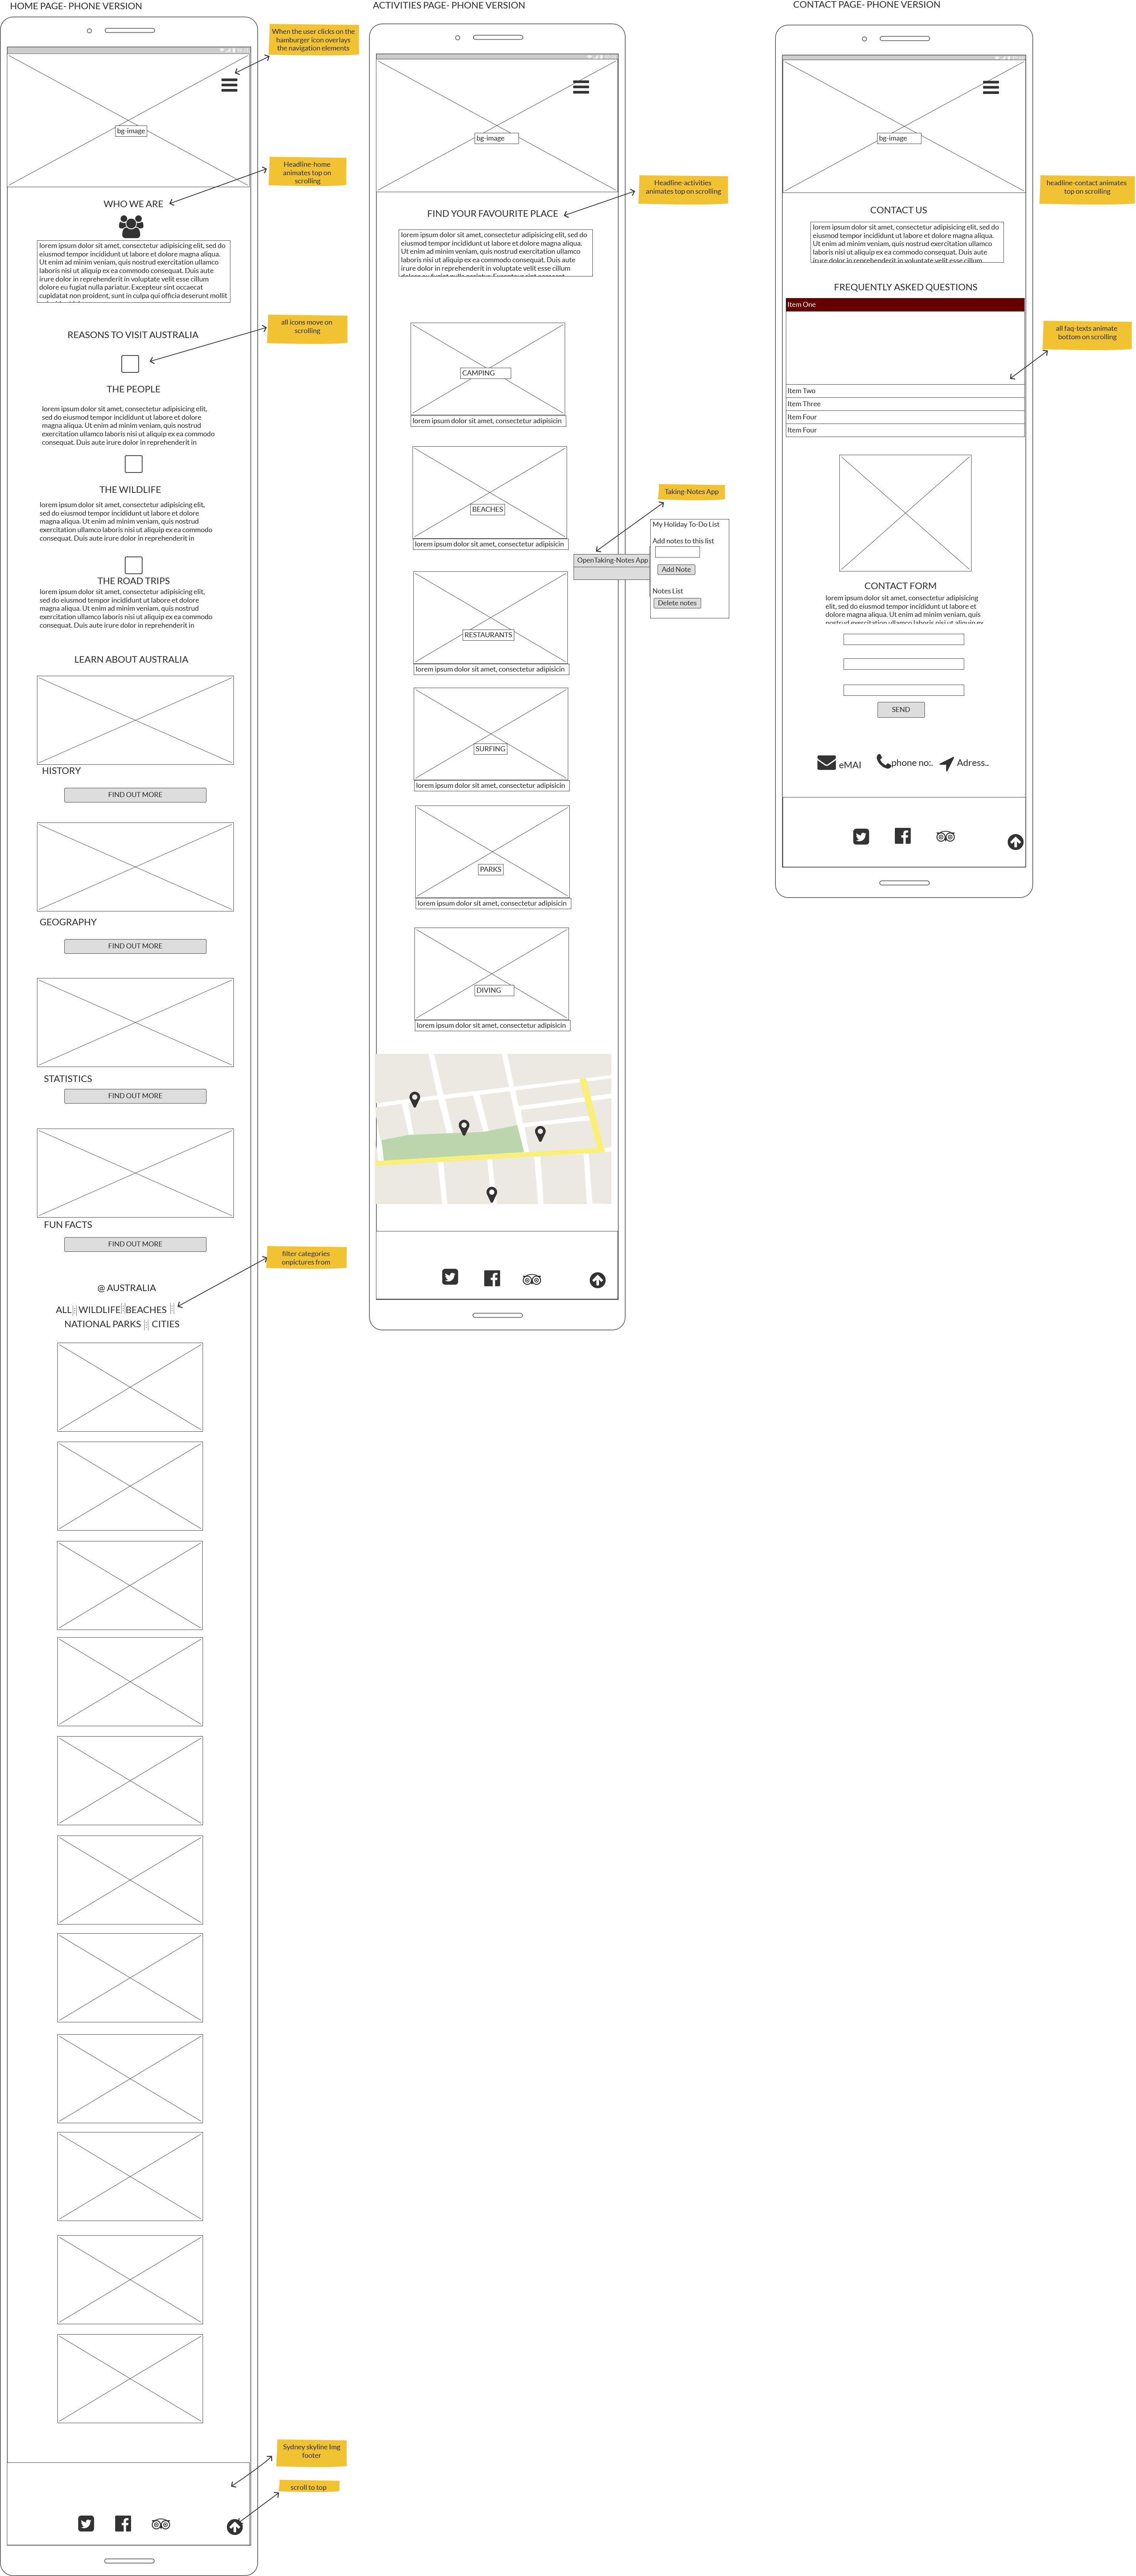 HOME PAGE- PHONE VERSION
When the user clicks on the
hamburger icon overlays
the navigation elements
bg-image
Headline-home
animates top on
scrolling
WHO WE ARE
lorem ipsum dolor sit amet, consectetur adipisicing elit, sed do
eiusmod tempor incididunt ut labore et dolore magna aliqua.
Ut enim ad minim veniam, quis nostrud exercitation ullamco
laboris nisi ut aliquip ex ea commodo consequat. Duis aute
irure dolor in reprehenderit in voluptate velit esse cillum
dolore eu fugiat nulla pariatur. Excepteur sint occaecat
cupidatat non proident, sunt in culpa qui officia deserunt mollit
all icons move on
scrolling
REASONS TO VISIT AUSTRALIA
THE PEOPLE
lorem ipsum dolor sit amet, consectetur adipisicing elit,
sed do eiusmod tempor incididunt ut labore et dolore
magna aliqua. Ut enim ad minim veniam, quis nostrud
exercitation ullamco laboris nisi ut aliquip ex ea commodo
consequat. Duis aute irure dolor in reprehenderit in
THE WILDLIFE
lorem ipsum dolor sit amet, consectetur adipisicing elit,
sed do eiusmod tempor incididunt ut labore et dolore
magna aliqua. Ut enim ad minim veniam, quis nostrud
exercitation ullamco laboris nisi ut aliquip ex ea commodo
consequat. Duis aute irure dolor in reprehenderit in
THE ROAD TRIPS
lorem ipsum dolor sit amet, consectetur adipisicing elit,
sed do eiusmod tempor incididunt ut labore et dolore
magna aliqua. Ut enim ad minim veniam, quis nostrud
exercitation ullamco laboris nisi ut aliquip ex ea commodo
consequat. Duis aute irure dolor in reprehenderit in
LEARN ABOUT AUSTRALIA
HISTORY
FIND OUT MORE
GEOGRAPHY
FIND OUT MORE
STATISTICS
FIND OUT MORE
FUN FACTS
FIND OUT MORE
filter categories
onpictures from
@ AUSTRALIA
ALL WILDLIFE BEACHES
NATIONAL PARKS CITIES
Sydney skyline Img
footer
scroll to top
ACTIVITIES PAGE- PHONE VERSION
bg-image
Headline-activities
animates top on scrolling
FIND YOUR FAVOURITE PLACE
lorem ipsum dolor sit amet, consectetur adipisicing elit, sed do
eiusmod tempor incididunt ut labore et dolore magna aliqua.
Ut enim ad minim veniam, quis nostrud exercitation ullamco
laboris nisi ut aliquip ex ea commodo consequat. Duis aute
irure dolor in reprehenderit in voluptate velit esse cillum
CAMPING
lorem ipsum dolor sit amet, consectetur adipisicin
BEACHES
lorem ipsum dolor sit amet, consectetur adipisicin
Taking-Notes App
OpenTaking-Notes App
My Holiday To-Do List
Add notes to this list
Add Note
Notes List
Delete notes
RESTAURANTS
lorem ipsum dolor sit amet, consectetur adipisicin
SURFING
lorem ipsum dolor sit amet, consectetur adipisicin
PARKS
lorem ipsum dolor sit amet, consectetur adipisicin
DIVING
lorem ipsum dolor sit amet, consectetur adipisicin
CONTACT PAGE- PHONE VERSION
bg-image
headline-contact animates
top on scrolling
CONTACT US
lorem ipsum dolor sit amet, consectetur adipisicing elit, sed do
eiusmod tempor incididunt ut labore et dolore magna aliqua.
Ut enim ad minim veniam, quis nostrud exercitation ullamco
laboris nisi ut aliquip ex ea commodo consequat. Duis aute
irure dolor in reprehenderit in voluptate velit esse cillum
FREQUENTLY ASKED QUESTIONS
Item One
all faq-texts animate
bottom on scrolling
Item Two
Item Three
Item Four
Item Four
CONTACT FORM
lorem ipsum dolor sit amet, consectetur adipisicing
elit, sed do eiusmod tempor incididunt ut labore et
dolore magna aliqua. Ut enim ad minim veniam, quis
nostrud exercitation ullamco laboris nisi ut aliquip ex
SEND
eMAI
phone no:.
Adress..